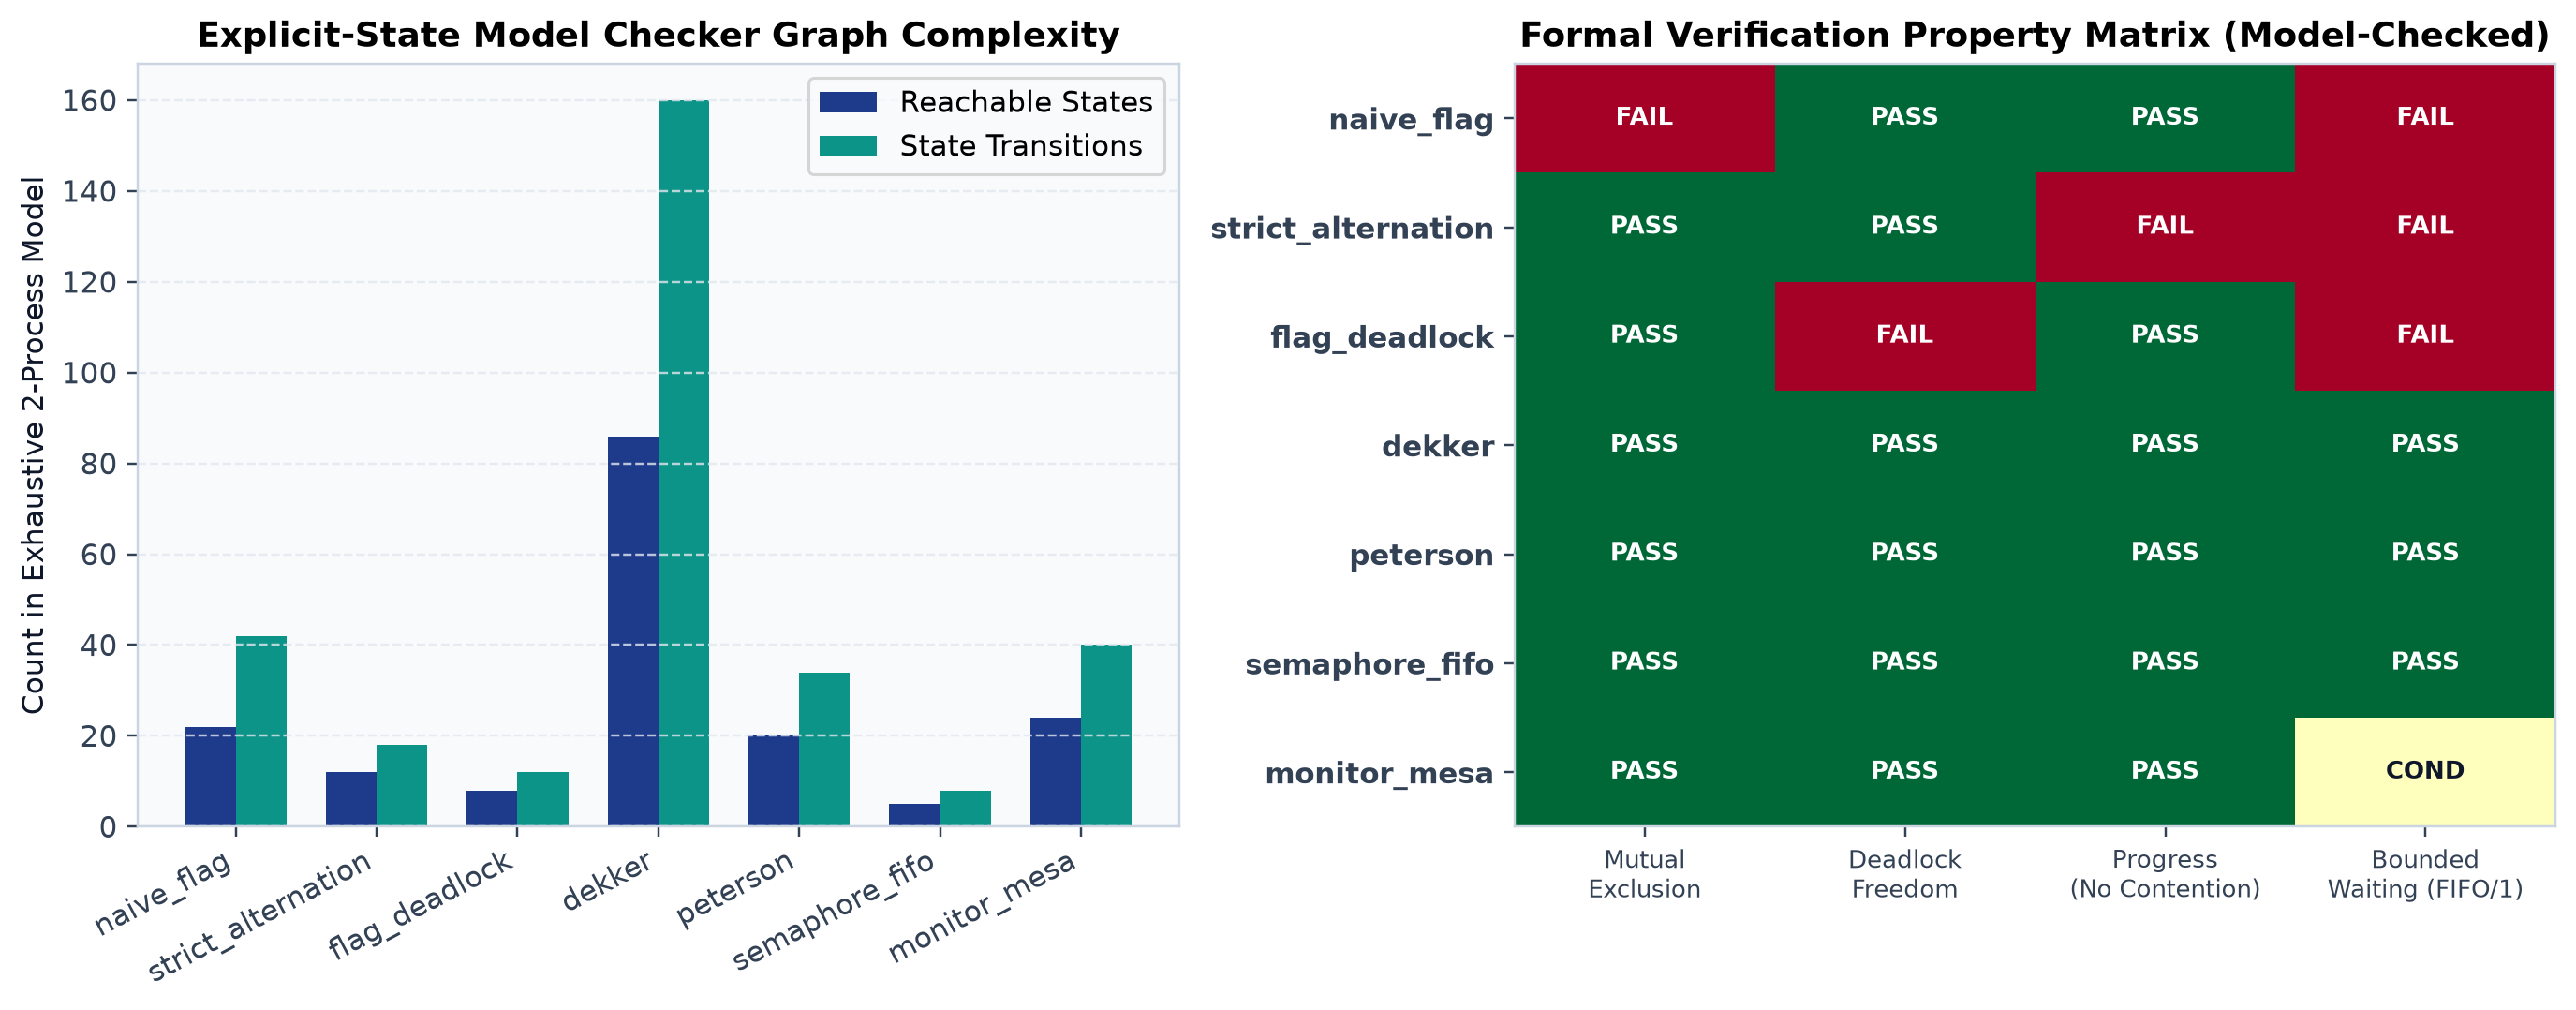 Explicit-State Model Checker Graph Complexity
Count in Exhaustive 2-Process Model
160
140
120
100
80
60
40
20
0
Reachable States
State Transitions
naive_flag
strict_alternation
flag_deadlock
dekker
peterson
semaphore_fifo
monitor_mesa
Formal Verification Property Matrix (Model-Checked)
naive_flag FAIL PASS PASS FAIL
strict_alternation PASS PASS FAIL FAIL
flag_deadlock PASS FAIL PASS FAIL
dekker PASS PASS PASS PASS
peterson PASS PASS PASS PASS
semaphore_fifo PASS PASS PASS PASS
monitor_mesa PASS PASS PASS COND
Mutual
Exclusion
Deadlock
Freedom
Progress
(No Contention)
Bounded
Waiting (FIFO/1)